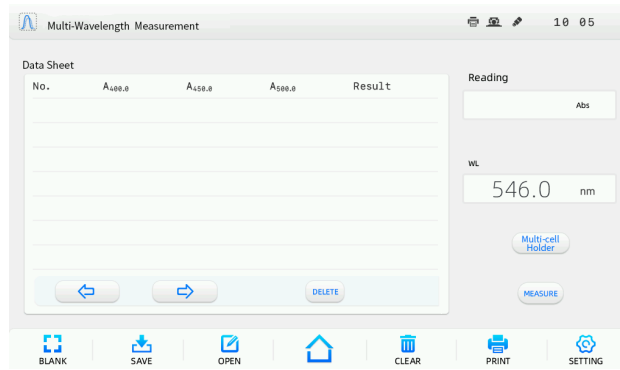 Multi-Wavelength Measurement
10 05
Data Sheet
No. A400.0 A450.0 A500.0 Result
Reading
Abs
WL
546.0 nm
Multi-cell
Holder
DELETE
MEASURE
BLANK SAVE OPEN CLEAR PRINT SETTING